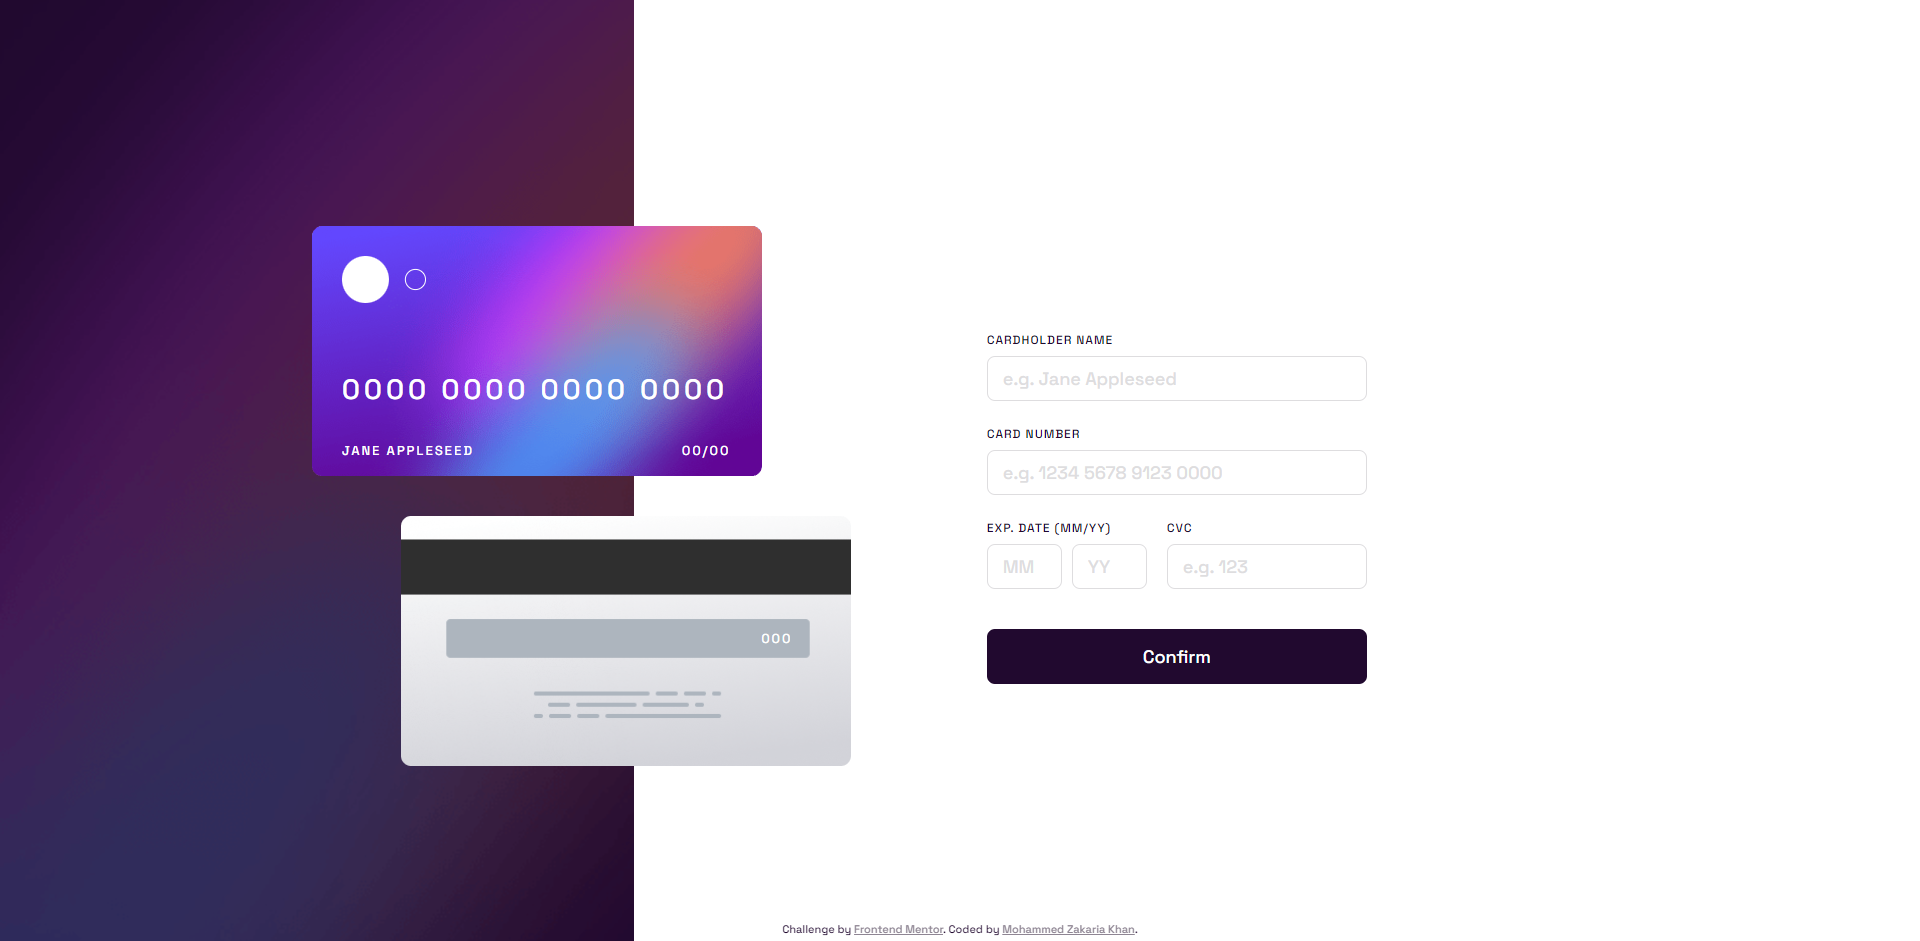 0000 0000 0000 0000
JANE APPLESEED 00/00
000
CARDHOLDER NAME
e.g. Jane Appleseed
CARD NUMBER
e.g. 1234 5678 9123 0000
EXP. DATE (MM/YY) CVC
MM YY e.g. 123
Confirm
Challenge by Frontend Mentor. Coded by Mohammed Zakaria Khan.